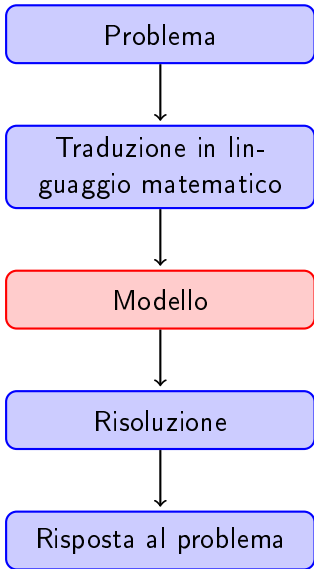 Problema
Traduzione in lin-
guaggio matematico
Modello
Risoluzione
Risposta al problema